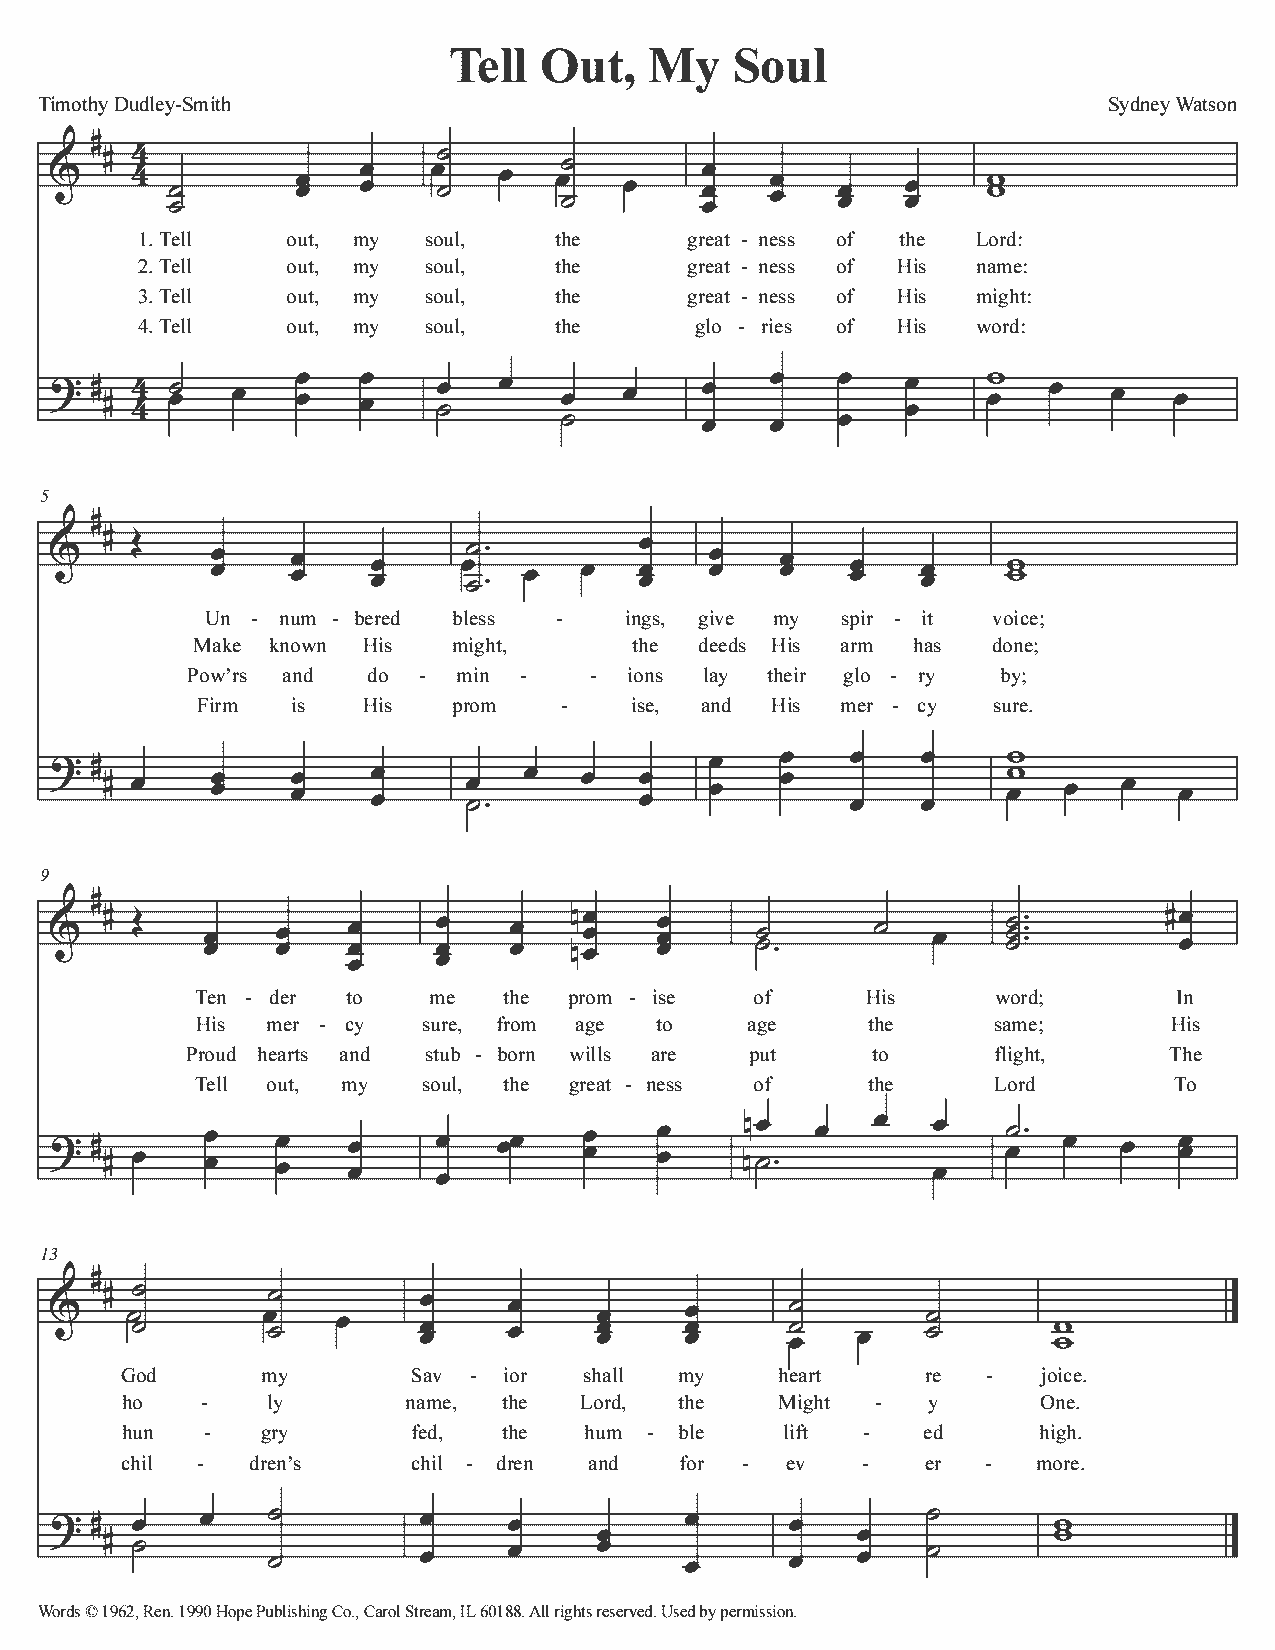 Tell Out, My Soul
Timothy Dudley-Smith
Sydney Watson
1. Tell out, my soul, the great - ness of the Lord:
2. Tell out, my soul, the great - ness of His name:
3. Tell out, my soul, the great - ness of His might:
4. Tell out, my soul, the glo - ries of His word:
5
Un - num - bered bless - ings, give my spir - it voice;
Make known His might, the deeds His arm has done;
Pow’rs and do - min - - ions lay their glo - ry by;
Firm is His prom - ise, and His mer - cy sure.
9
Ten - der to me the prom - ise of His word; In
His mer - cy sure, from age to age the same; His
Proud hearts and stub - born wills are put to flight, The
Tell out, my soul, the great - ness of the Lord To
13
God my Sav - ior shall my heart re - joice.
ho - ly name, the Lord, the Might - y One.
hun - gry fed, the hum - ble lift - ed high.
chil - dren’s chil - dren and for - ev - er - more.
Words © 1962, Ren. 1990 Hope Publishing Co., Carol Stream, IL 60188. All rights reserved. Used by permission.